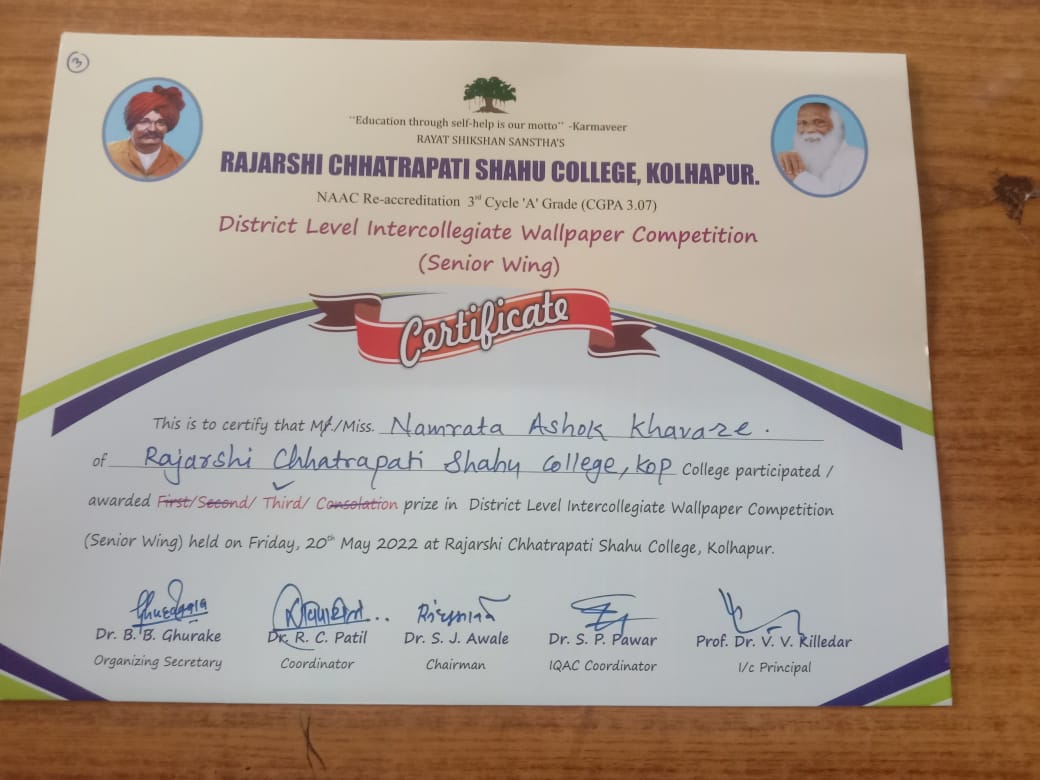 3
"Education through self-help is our motto" -Karmaveer
RAYAT SHIKSHAN SANSTHA'S
RAJARSHI CHHATRAPATI SHAHU COLLEGE, KOLHAPUR.
NAAC Re-accreditation 3rd Cycle 'A' Grade (CGPA 3.07)
District Level Intercollegiate Wallpaper Competition
(Senior Wing)
Certificate
This is to certify that Mr./Miss. Namrata Ashok Khavare.
of Rajarshi Chhatrapati Shahu College, Kop College participated /
awarded First/Second/ Third/ Consolation prize in District Level Intercollegiate Wallpaper Competition
(Senior Wing) held on Friday, 20th May 2022 at Rajarshi Chhatrapati Shahu College, Kolhapur.
Dr. B. B. Ghurake Dr. R. C. Patil Dr. S. J. Awale Dr. S. P. Pawar Prof. Dr. V. V. Killedar
Organizing Secretary Coordinator Chairman IQAC Coordinator I/c Principal